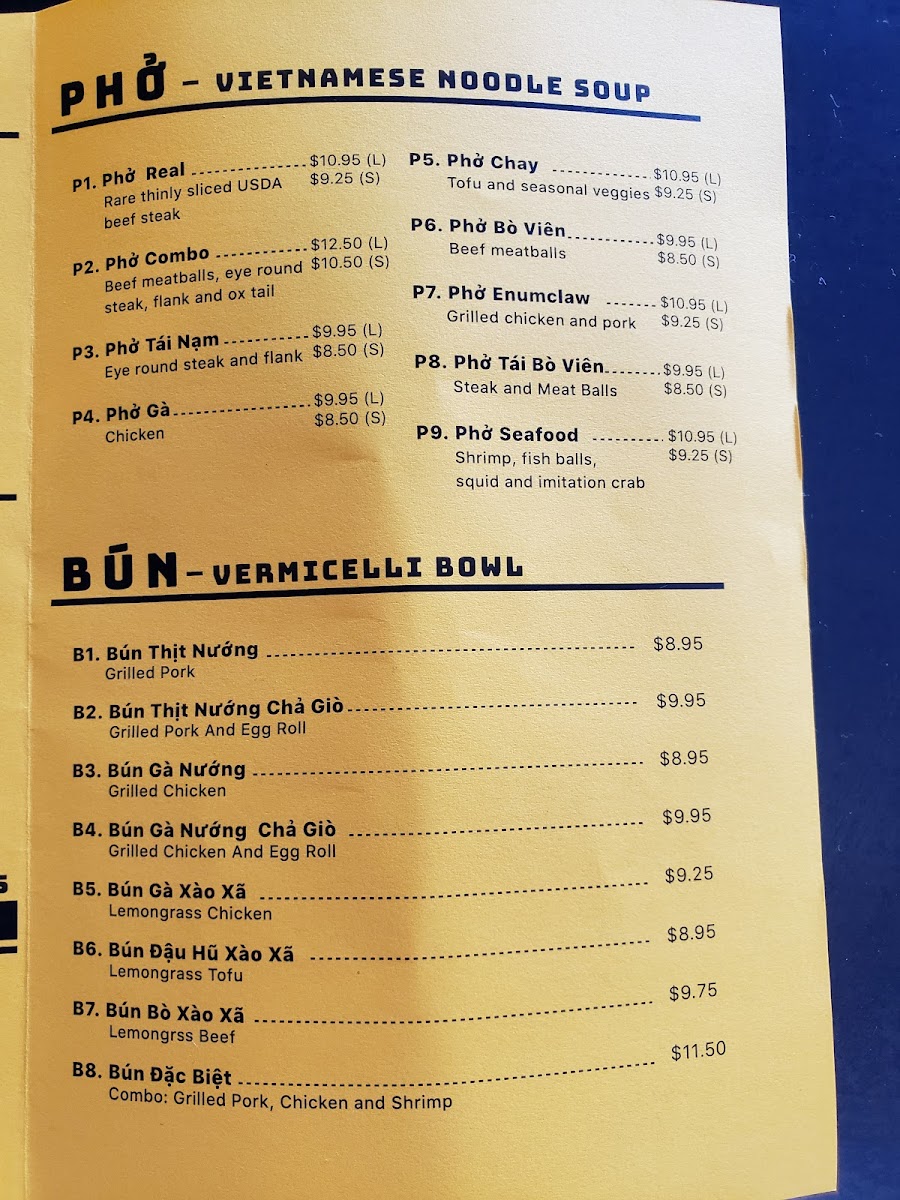 PHỞ – VIETNAMESE NOODLE SOUP
P1. Phở Real ---------------- $10.95 (L)
Rare thinly sliced USDA $9.25 (S)
beef steak
P2. Phở Combo ------------- $12.50 (L)
Beef meatballs, eye round $10.50 (S)
steak, flank and ox tail
P3. Phở Tái Nạm ------------ $9.95 (L)
Eye round steak and flank $8.50 (S)
P4. Phở Gà ------------------- $9.95 (L)
$8.50 (S)
Chicken
P5. Phở Chay ------------- $10.95 (L)
Tofu and seasonal veggies $9.25 (S)
P6. Phở Bò Viên ------------ $9.95 (L)
Beef meatballs $8.50 (S)
P7. Phở Enumclaw ------- $10.95 (L)
Grilled chicken and pork $9.25 (S)
P8. Phở Tái Bò Viên -------- $9.95 (L)
Steak and Meat Balls $8.50 (S)
P9. Phở Seafood ---------- $10.95 (L)
Shrimp, fish balls, $9.25 (S)
squid and imitation crab
BÚN – VERMICELLI BOWL
B1. Bún Thịt Nướng ---------------- $8.95
Grilled Pork
B2. Bún Thịt Nướng Chả Giò ---------------- $9.95
Grilled Pork And Egg Roll
B3. Bún Gà Nướng ---------------- $8.95
Grilled Chicken
B4. Bún Gà Nướng Chả Giò ---------------- $9.95
Grilled Chicken And Egg Roll
B5. Bún Gà Xào Xã ---------------- $9.25
Lemongrass Chicken
B6. Bún Đậu Hũ Xào Xã ---------------- $8.95
Lemongrass Tofu
B7. Bún Bò Xào Xã ---------------- $9.75
Lemongrss Beef
B8. Bún Đặc Biệt ---------------- $11.50
Combo: Grilled Pork, Chicken and Shrimp